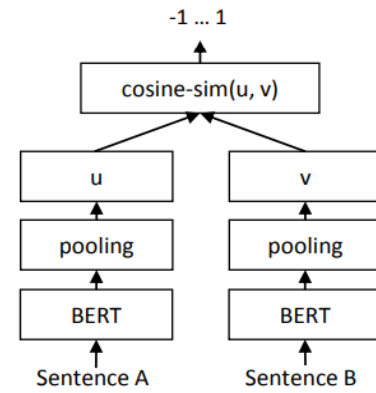 -1 … 1
cosine-sim(u, v)
u
v
pooling
pooling
BERT
BERT
Sentence A
Sentence B